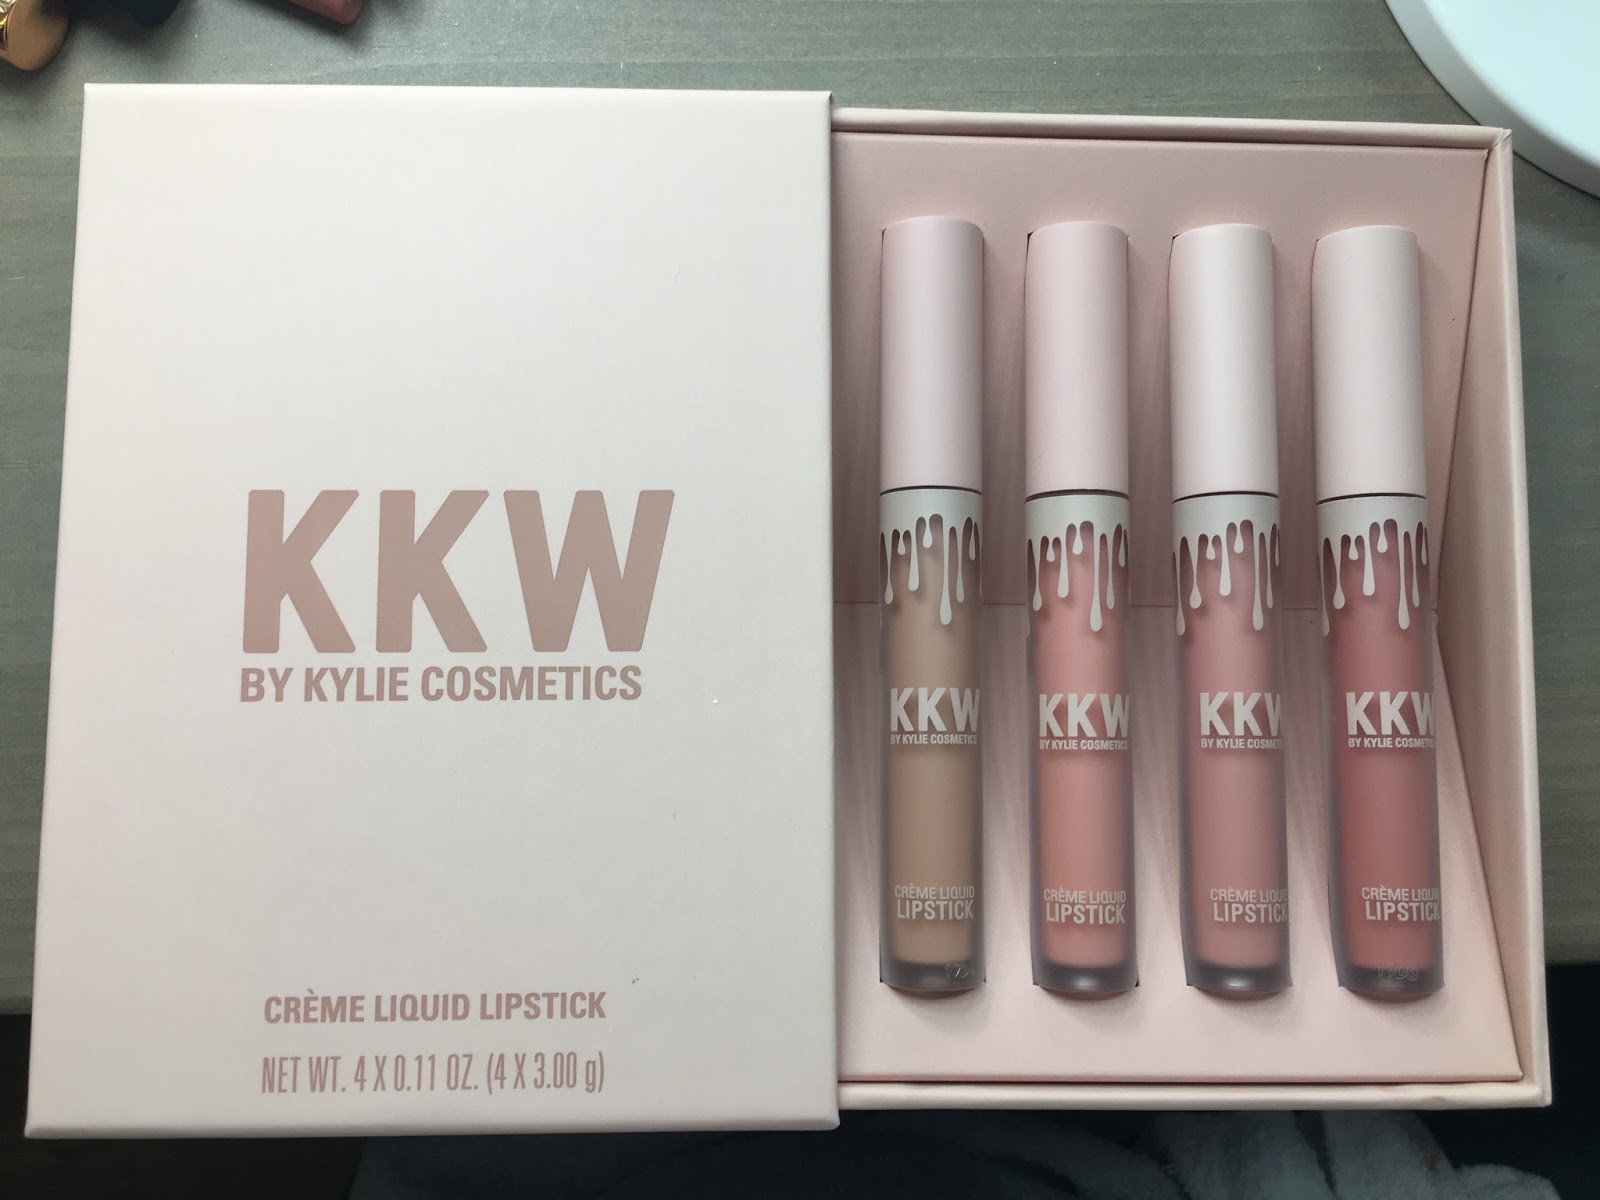 KKW
BY KYLIE COSMETICS
CRÈME LIQUID LIPSTICK
NET WT. 4 X 0.11 OZ. (4 X 3.00 g)
KKW
BY KYLIE COSMETICS
CRÈME LIQUID
LIPSTICK
KKW
BY KYLIE COSMETICS
CRÈME LIQUID
LIPSTICK
KKW
BY KYLIE COSMETICS
CRÈME LIQUID
LIPSTICK
KKW
BY KYLIE COSMETICS
CRÈME LIQUID
LIPSTICK